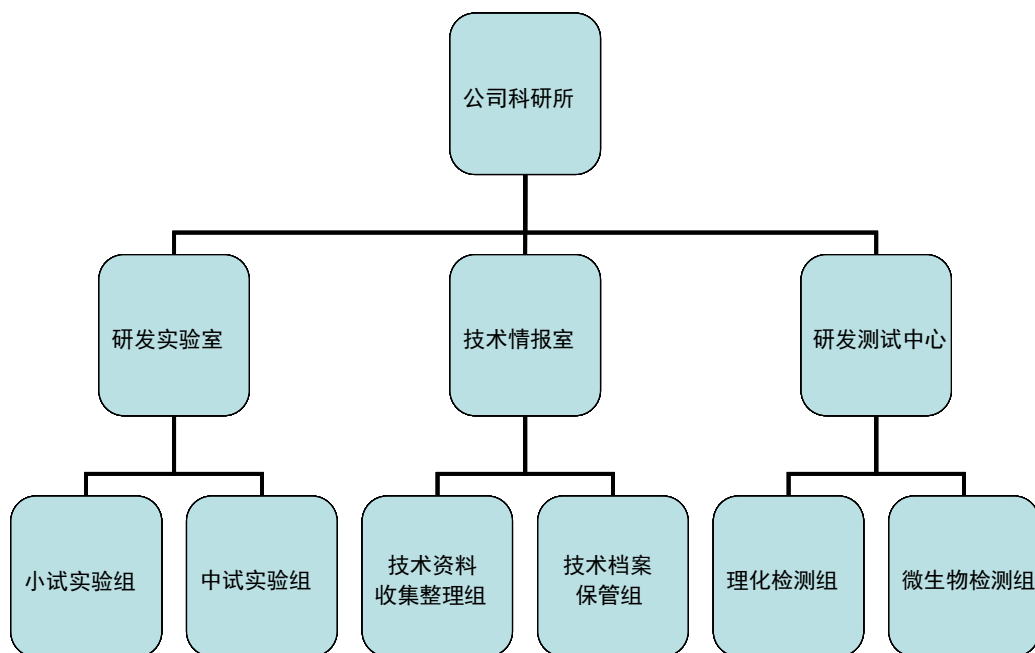 公司科研所
研发实验室
技术情报室
研发测试中心
小试实验组
中试实验组
技术资料
收集整理组
技术档案
保管组
理化检测组
微生物检测组